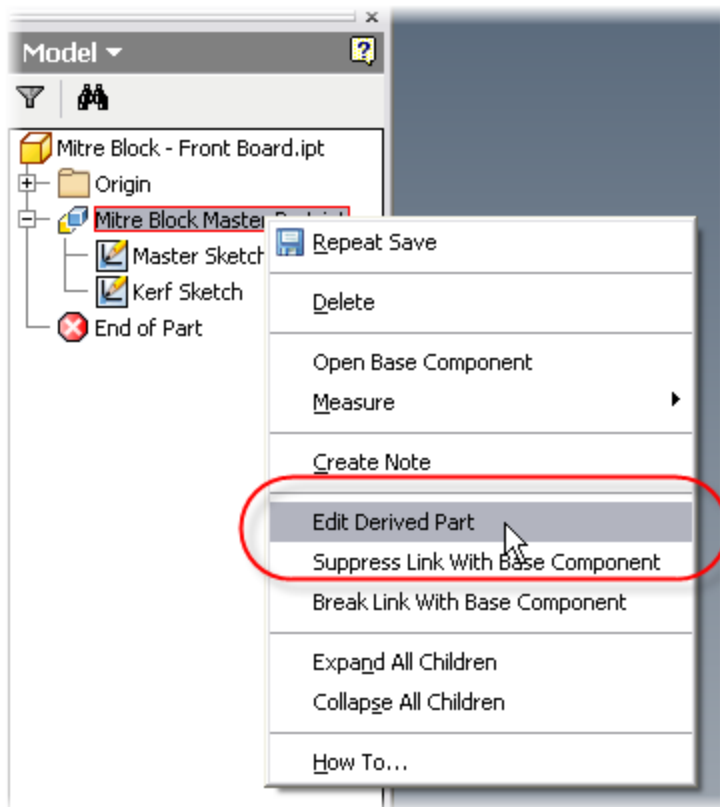 Model
Mitre Block - Front Board.ipt
Origin
Mitre Block Master
Master Sketch
Kerf Sketch
End of Part
Repeat Save
Delete
Open Base Component
Measure
Create Note
Edit Derived Part
Suppress Link With Base Component
Break Link With Base Component
Expand All Children
Collapse All Children
How To...